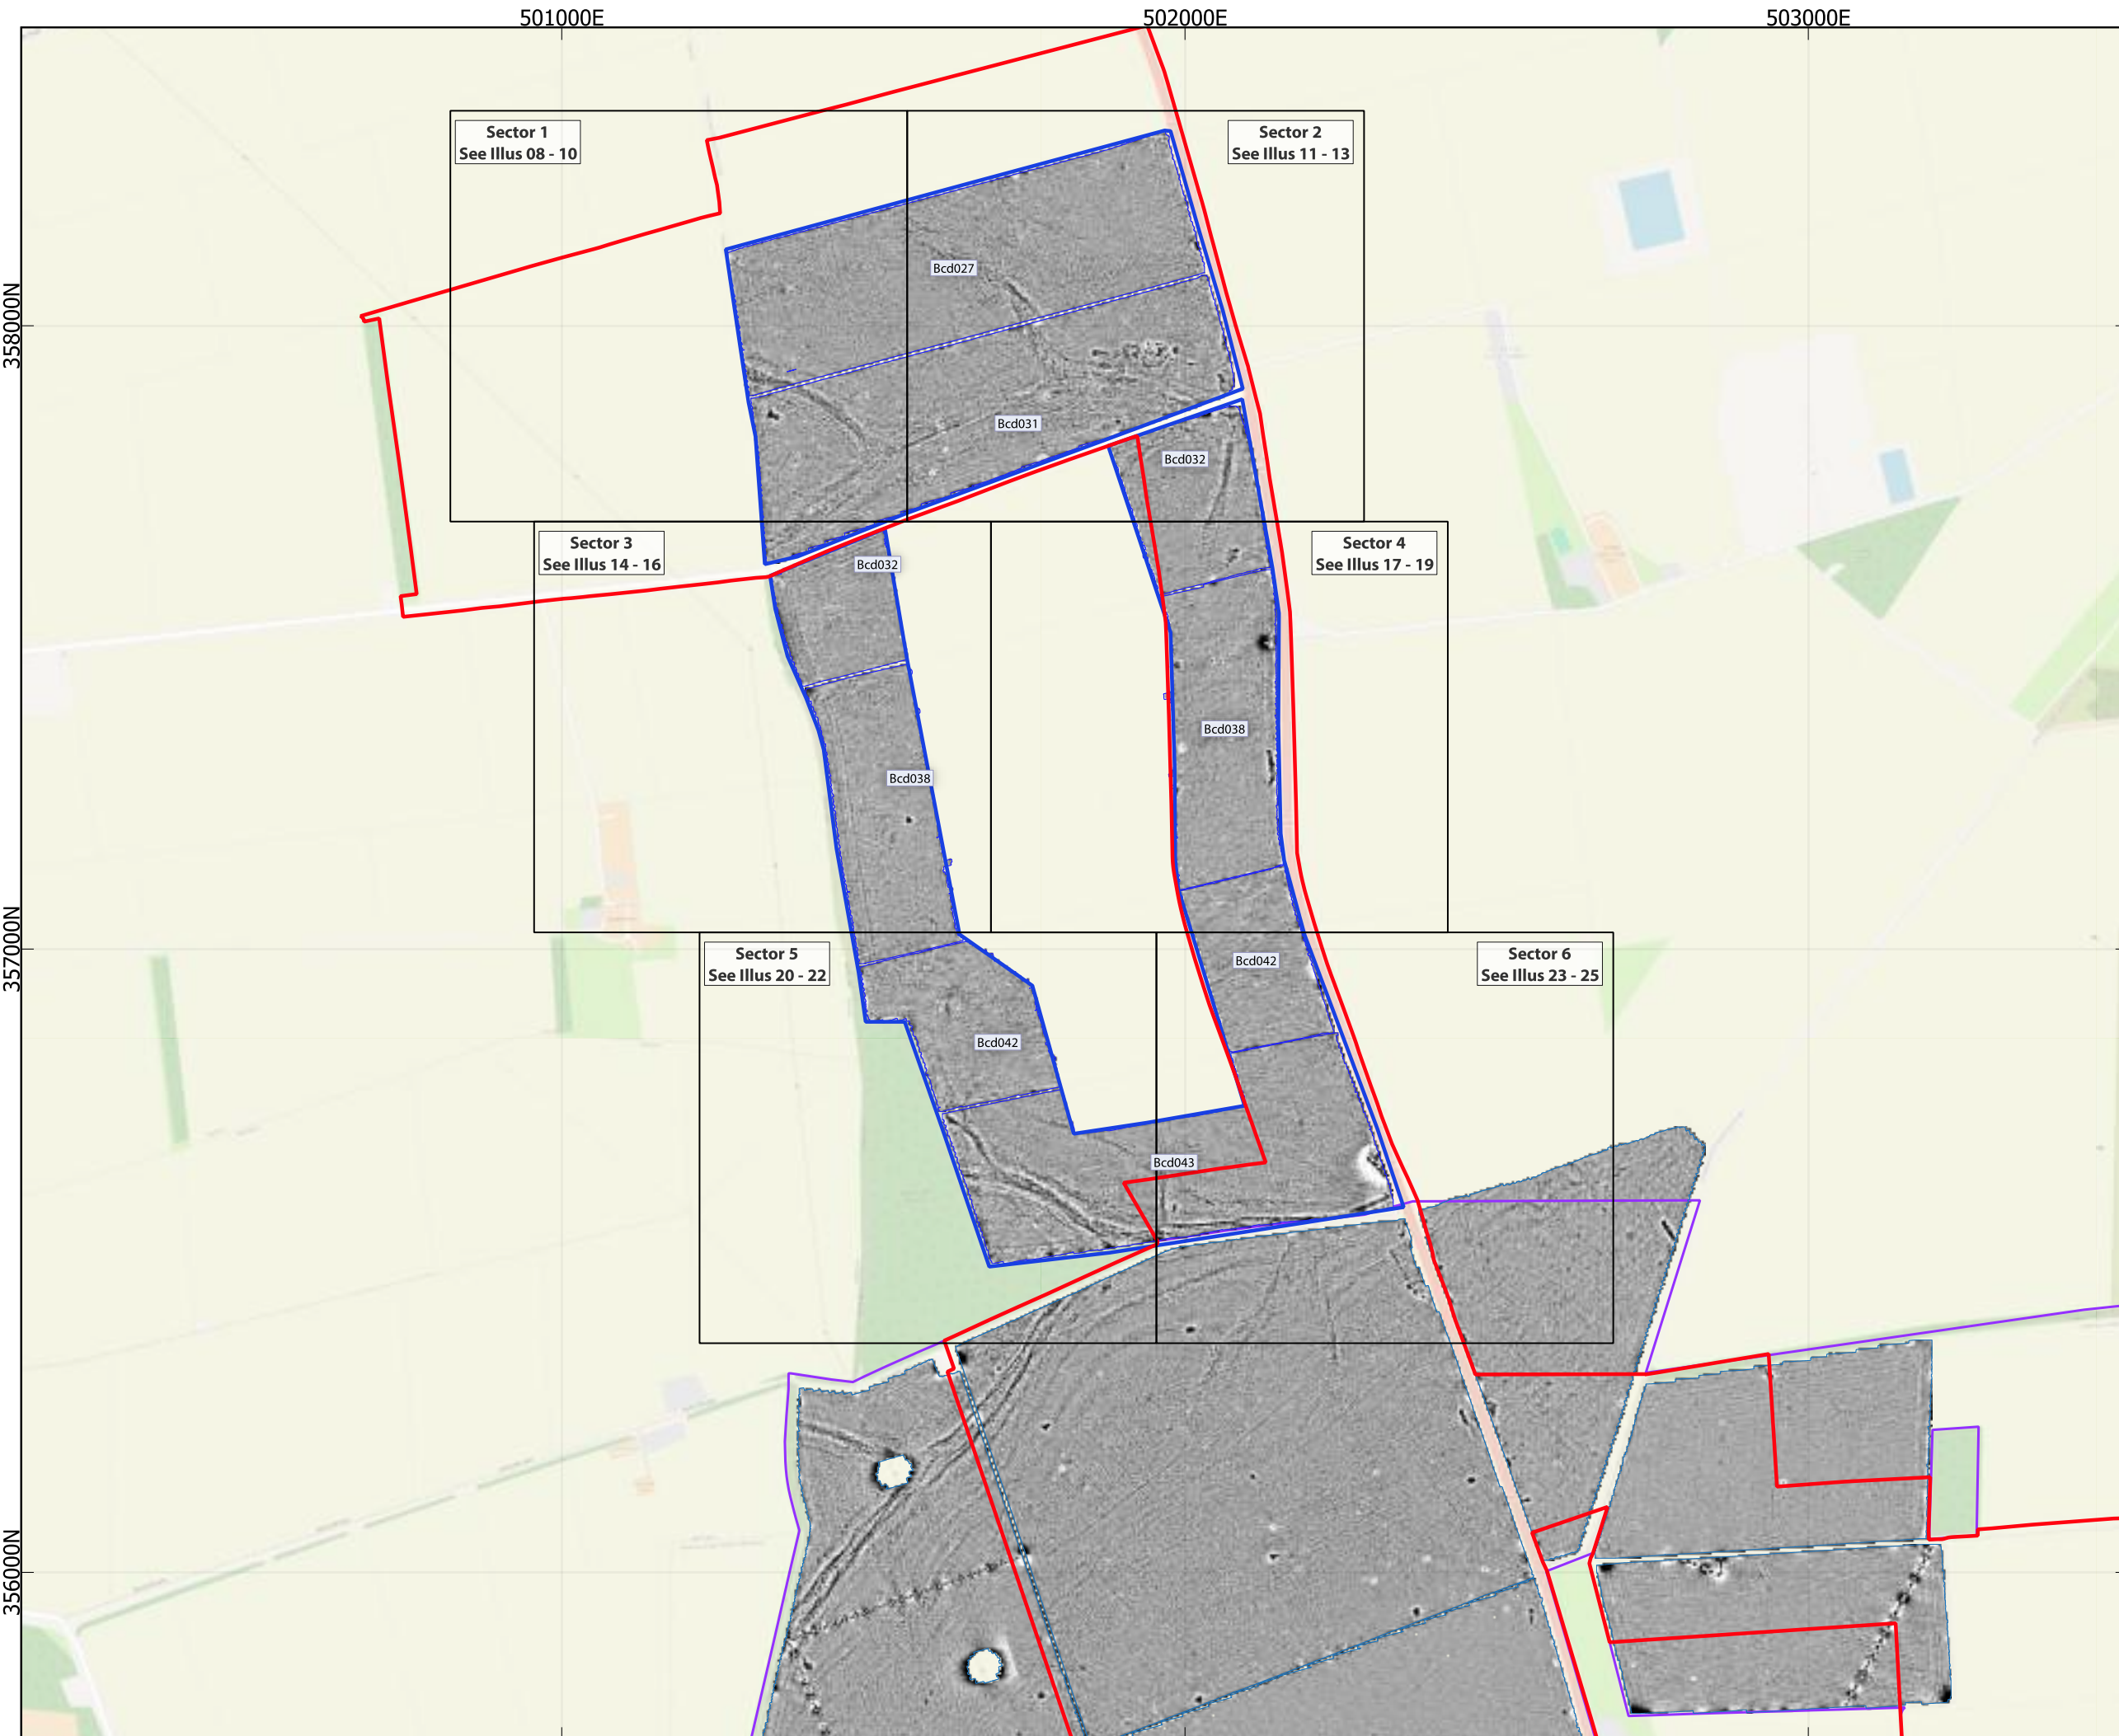 501000E
502000E
503000E
358000N
357000N
356000N
Sector 1
See Illus 08 - 10
Sector 2
See Illus 11 - 13
Bcd027
Bcd031
Bcd032
Sector 3
See Illus 14 - 16
Bcd032
Sector 4
See Illus 17 - 19
Bcd038
Bcd038
Sector 5
See Illus 20 - 22
Bcd042
Sector 6
See Illus 23 - 25
Bcd042
Bcd043